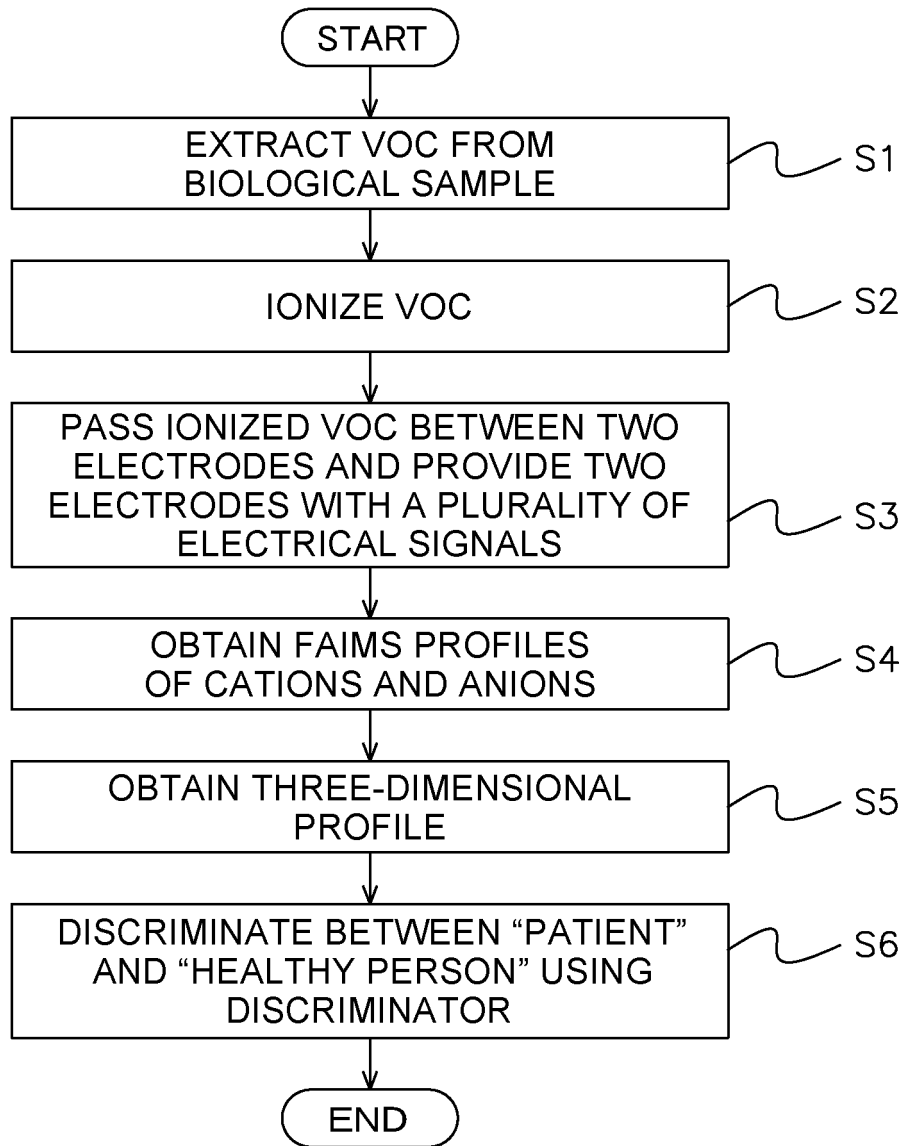 START
EXTRACT VOC FROM
BIOLOGICAL SAMPLE
S1
IONIZE VOC
S2
PASS IONIZED VOC BETWEEN TWO
ELECTRODES AND PROVIDE TWO
ELECTRODES WITH A PLURALITY OF
ELECTRICAL SIGNALS
S3
OBTAIN FAIMS PROFILES
OF CATIONS AND ANIONS
S4
OBTAIN THREE-DIMENSIONAL
PROFILE
S5
DISCRIMINATE BETWEEN “PATIENT”
AND “HEALTHY PERSON” USING
DISCRIMINATOR
S6
END